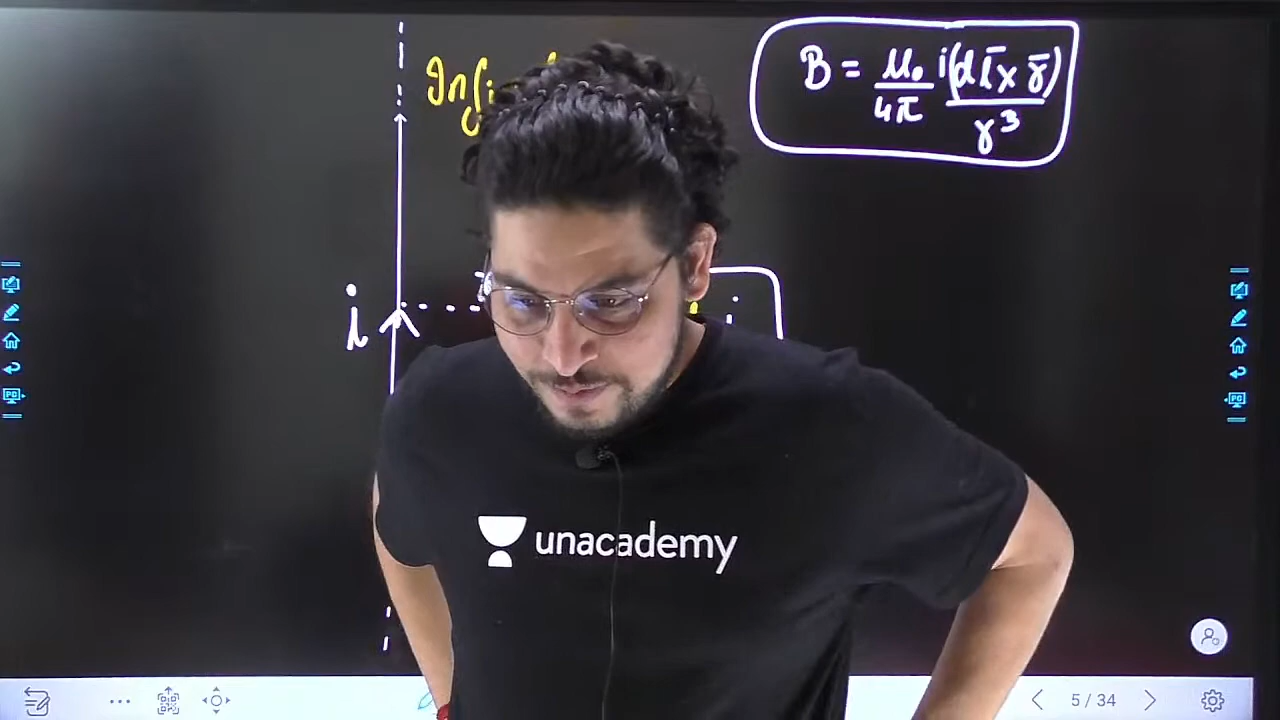 B = μ₀/4π i(dl̄ × r̄)/r³
i
i
unacademy
5 / 34